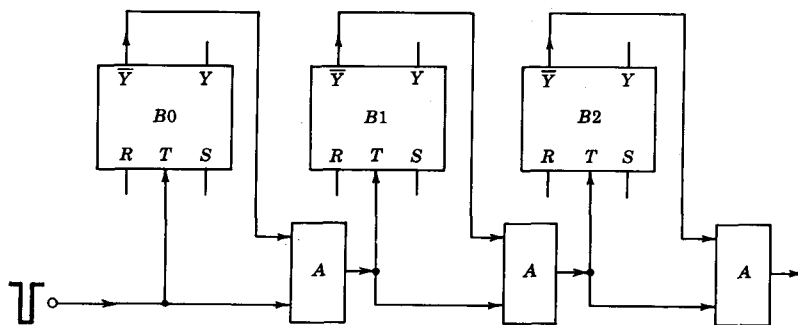 Y̅ Y Y̅ Y Y̅ Y
B0 B1 B2
R T S R T S R T S
A A A